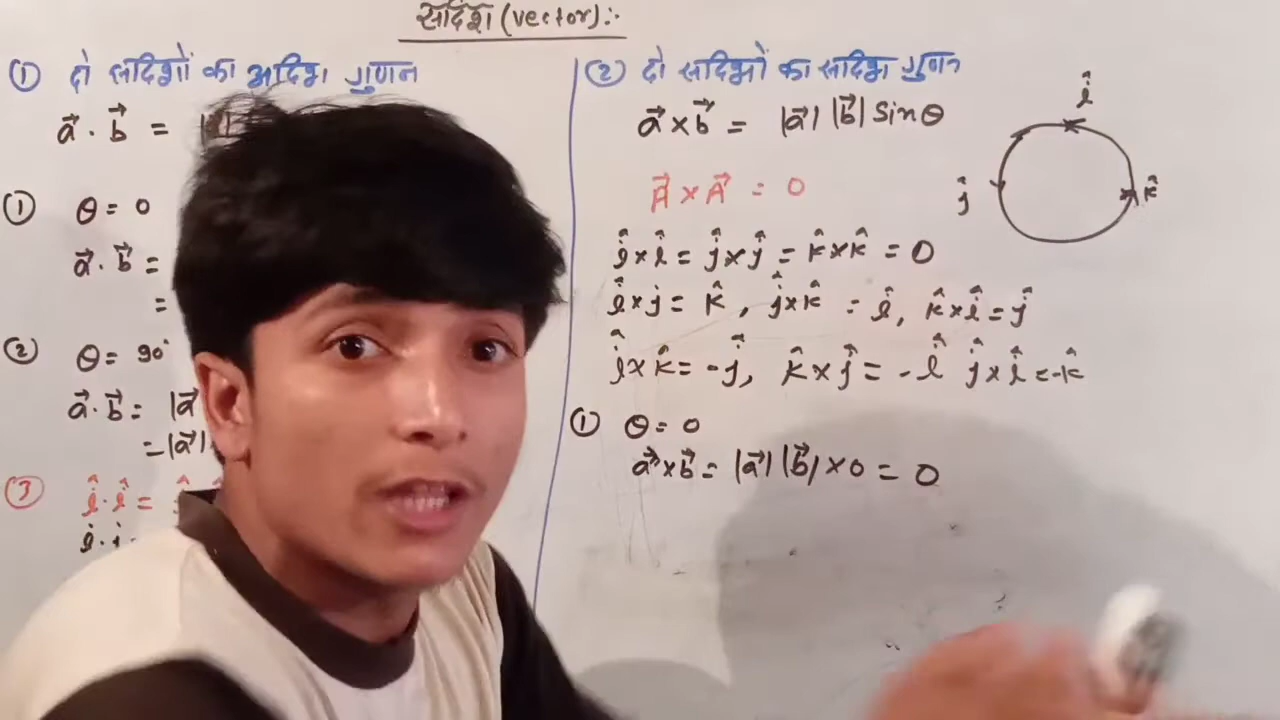 सदिश (vector):-
① दो सदिशों का अदिश गुणन
a⃗ . b⃗ =
① θ = 0
a⃗ . b⃗ =
=
② θ = 90°
a⃗ . b⃗ = |a⃗
= |a⃗|
③ î . î =
② दो सदिशों का सदिश गुणन
a⃗ × b⃗ = |a⃗| |b⃗| Sinθ
A⃗ × A⃗ = 0
î × î = ĵ × ĵ = k̂ × k̂ = 0
î × ĵ = k̂, ĵ × k̂ = î, k̂ × î = ĵ
î × k̂ = -ĵ, k̂ × ĵ = -î ĵ × î = -k̂
① θ = 0
a⃗ × b⃗ = |a⃗| |b⃗| × 0 = 0
î
ĵ
k̂